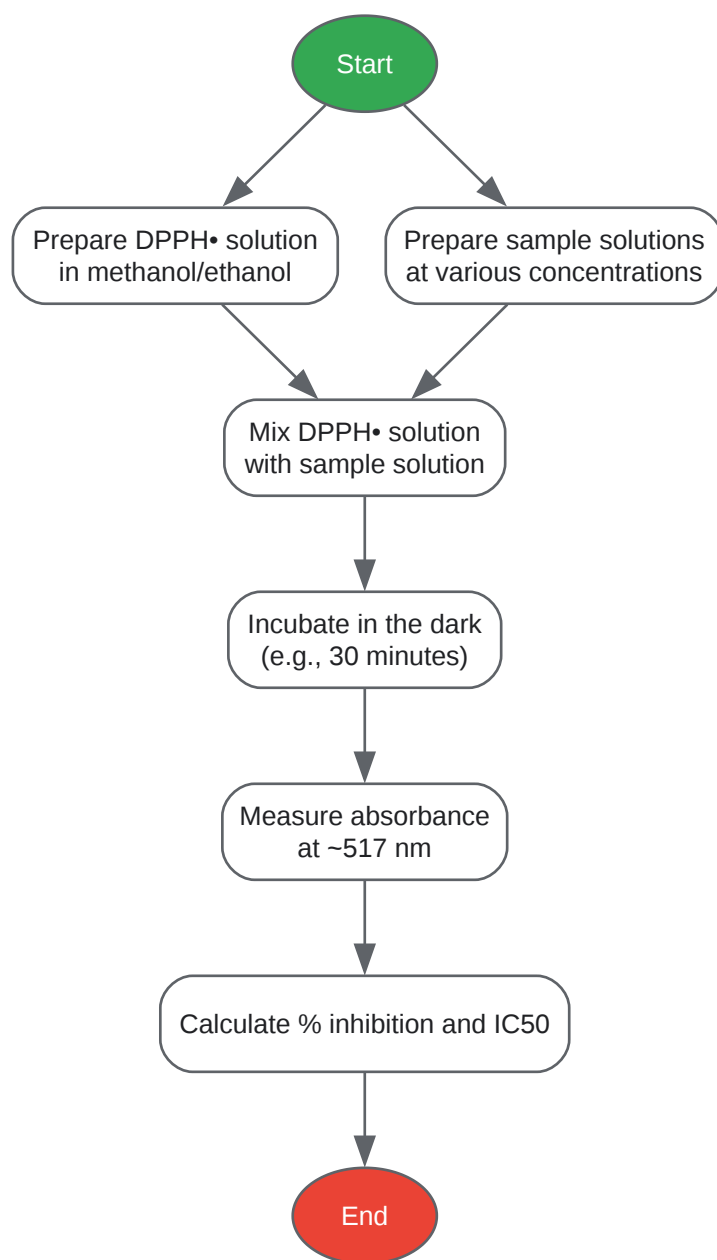 Start
Prepare DPPH• solution
in methanol/ethanol
Prepare sample solutions
at various concentrations
Mix DPPH• solution
with sample solution
Incubate in the dark
(e.g., 30 minutes)
Measure absorbance
at ~517 nm
Calculate % inhibition and IC50
End